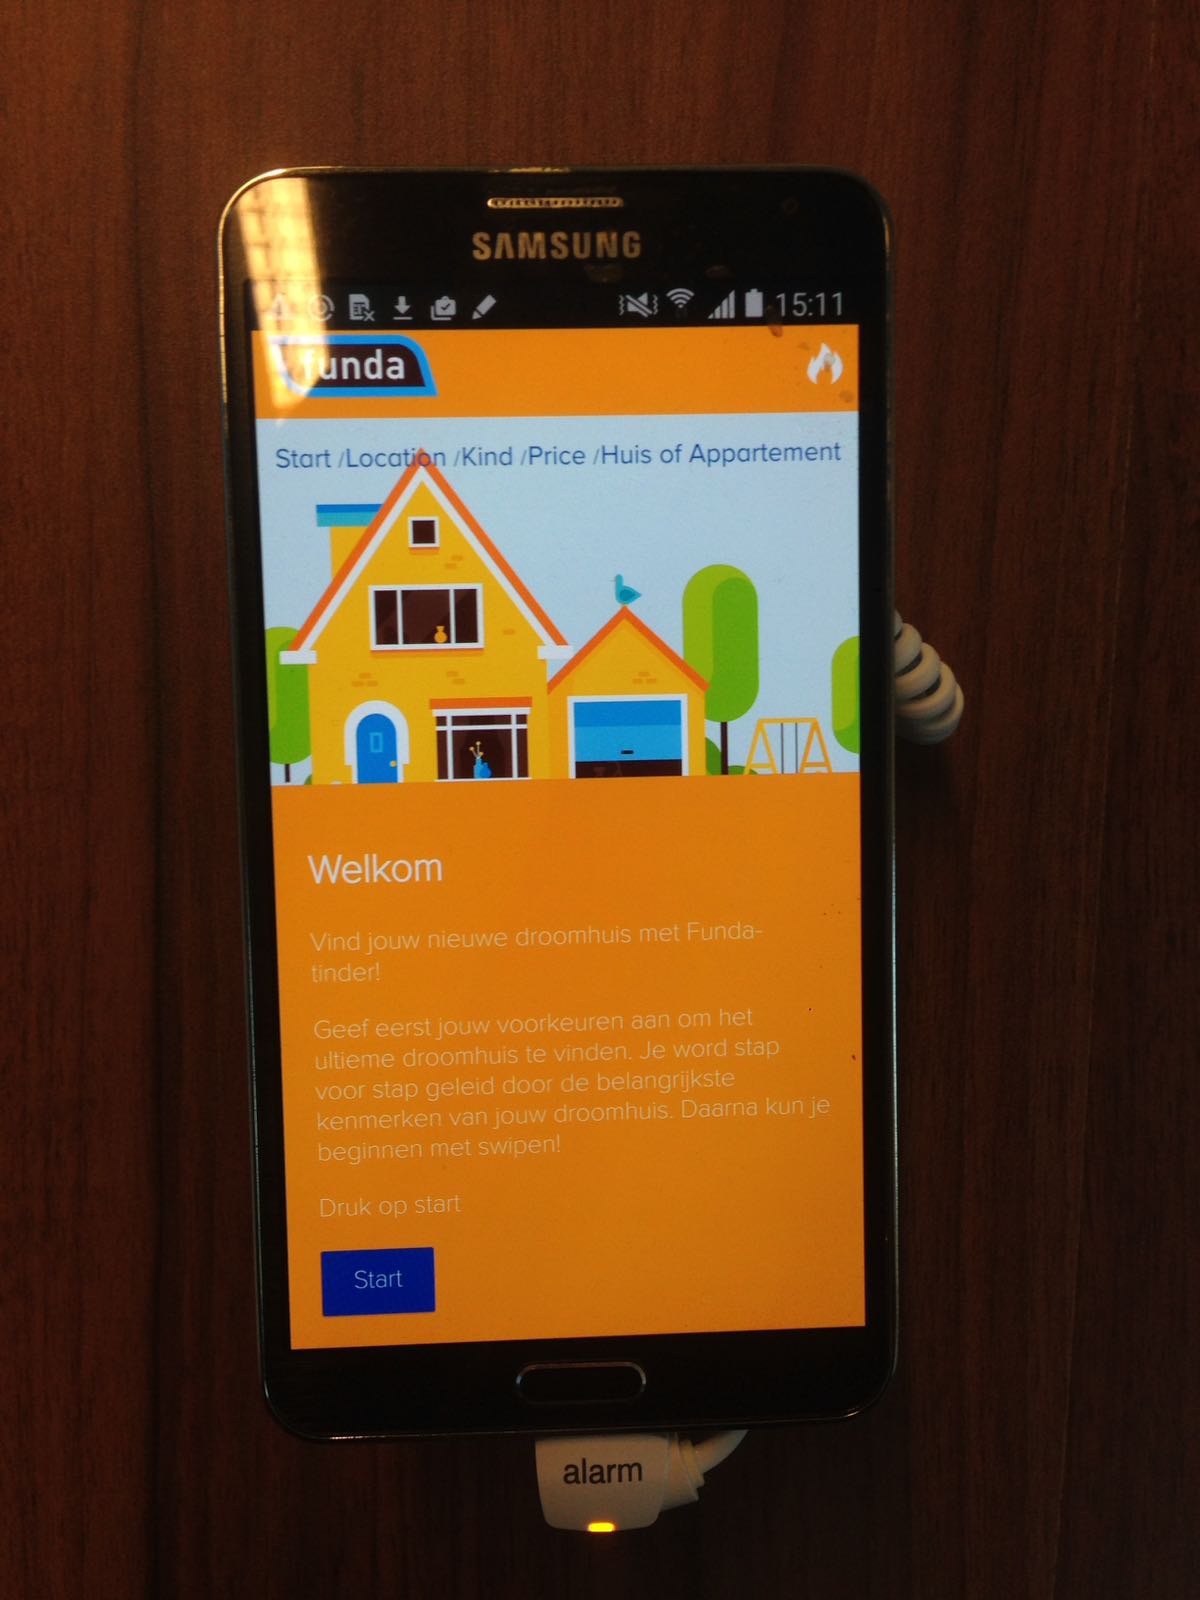 SAMSUNG
15:11
funda
Start /Location /Kind /Price /Huis of Appartement
Welkom
Vind jouw nieuwe droomhuis met Funda-
tinder!
Geef eerst jouw voorkeuren aan om het
ultieme droomhuis te vinden. Je word stap
voor stap geleid door de belangrijkste
kenmerken van jouw droomhuis. Daarna kun je
beginnen met swipen!
Druk op start
Start
alarm